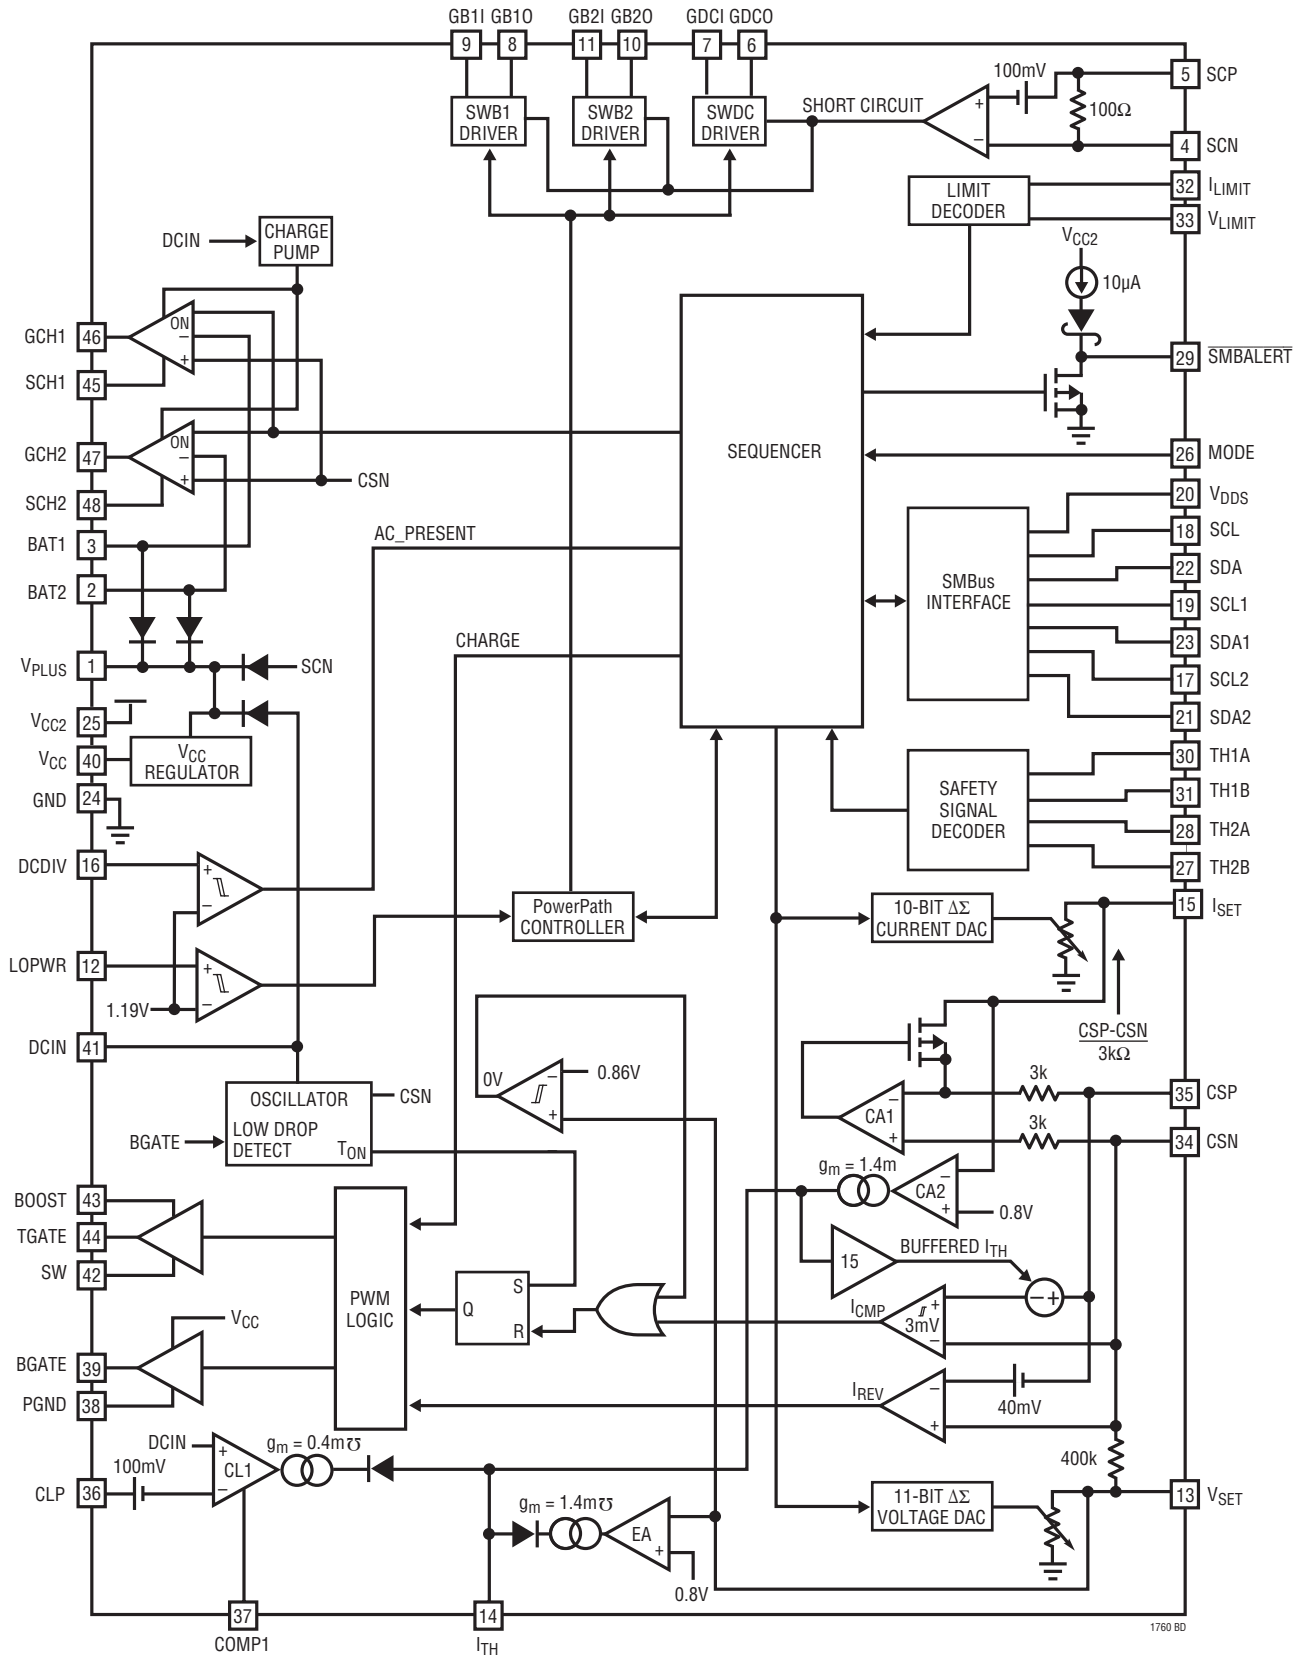 GB1I GB1O GB2I GB2O GDCI GDCO
9 8 11 10 7 6
SWB1 DRIVER
SWB2 DRIVER
SWDC DRIVER
SHORT CIRCUIT
100mV
+
−
100Ω
5 SCP
4 SCN
LIMIT DECODER
32 ILIMIT
33 VLIMIT
VCC2
10µA
29 SMBALERT
DCIN
CHARGE PUMP
GCH1 46
ON
−
+
SCH1 45
GCH2 47
ON
−
+
CSN
SCH2 48
BAT1 3
BAT2 2
AC_PRESENT
SEQUENCER
26 MODE
20 VDDS
18 SCL
22 SDA
19 SCL1
23 SDA1
17 SCL2
21 SDA2
SMBus INTERFACE
CHARGE
VPLUS 1
SCN
VCC2 25
VCC 40
VCC REGULATOR
GND 24
SAFETY SIGNAL DECODER
30 TH1A
31 TH1B
28 TH2A
27 TH2B
DCDIV 16
+
−
LOPWR 12
+
−
1.19V
PowerPath CONTROLLER
10-BIT ΔΣ CURRENT DAC
15 ISET
CSP-CSN
3kΩ
DCIN 41
OSCILLATOR
LOW DROP DETECT
TON
CSN
BGATE
0V
−
+
0.86V
CA1
−
+
3k
3k
35 CSP
34 CSN
gm = 1.4m
CA2
−
+
0.8V
15
BUFFERED ITH
− +
BOOST 43
TGATE 44
SW 42
PWM LOGIC
S
Q
R
ICMP
+
3mV
−
VCC
BGATE 39
PGND 38
IREV
−
+
40mV
400k
DCIN
100mV
CLP 36
+
CL1
−
gm = 0.4m℧
gm = 1.4m℧
EA
−
+
0.8V
11-BIT ΔΣ VOLTAGE DAC
13 VSET
37
COMP1
14
ITH
1760 BD